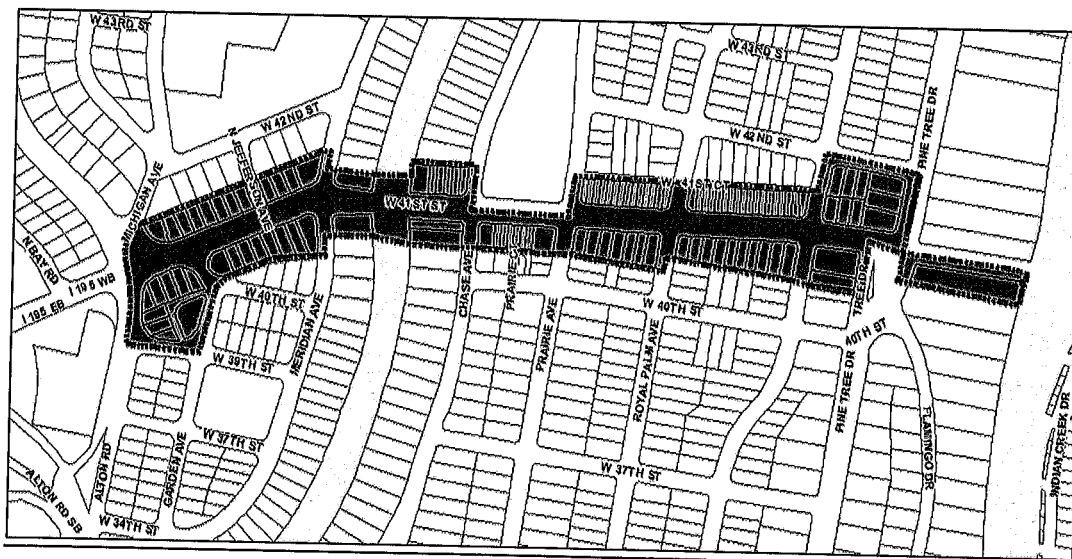 W 43RD ST
W 43RD ST
PINE TREE DR
W 42ND ST
W 42ND ST
N JEFFERSON AVE
MICHIGAN AVE
W 41ST CT
W 41ST ST
N BAY RD
I 195 WB
I 195 EB
W 40TH ST
MERIDIAN AVE
CHASE AVE
PRAIRIE AVE
W 40TH ST
ROYAL PALM AVE
TREE DR
40TH ST
W 39TH ST
PINE TREE DR
FLAMINGO DR
INDIAN CREEK DR
W 37TH ST
W 37TH ST
ALTON RD
GARDEN AVE
ALTON RD SB
W 34TH ST